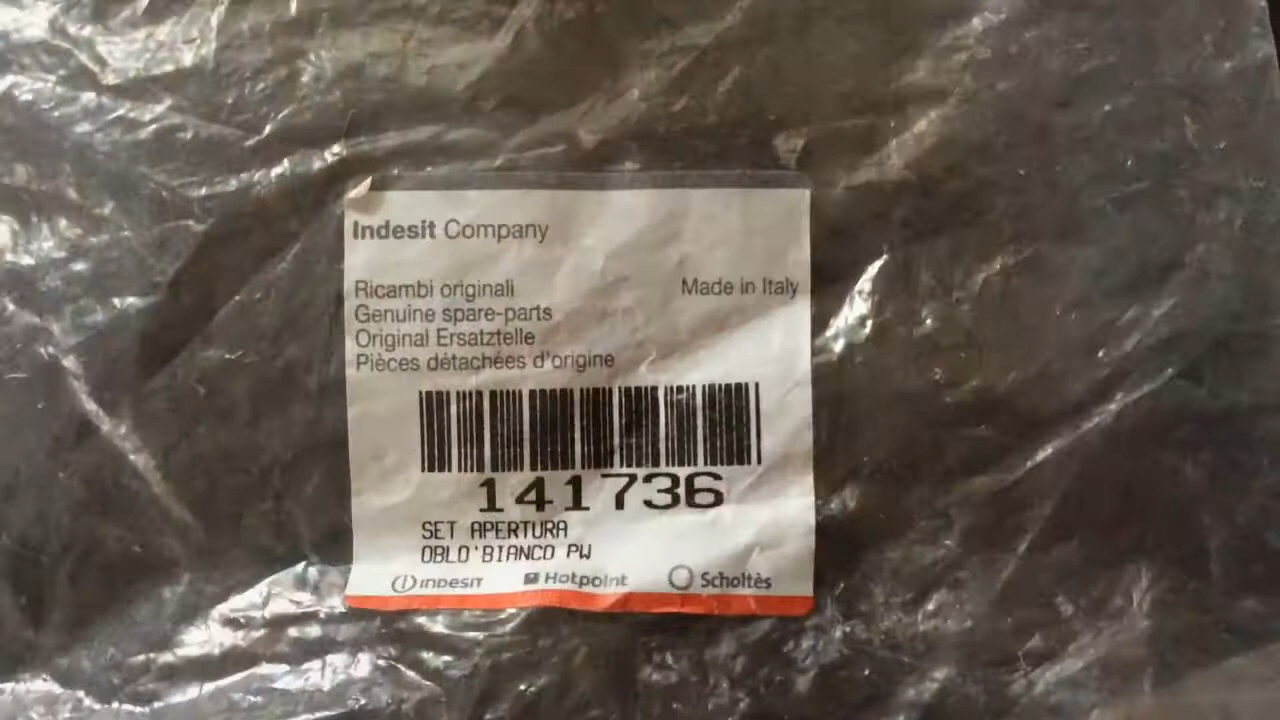 Indesit Company
Ricambi originali
Made in Italy
Genuine spare-parts
Original Ersatztelle
Pièces détachées d'origine
141736
SET APERTURA
OBLO'BIANCO PW
INDESIT Hotpoint Scholtès